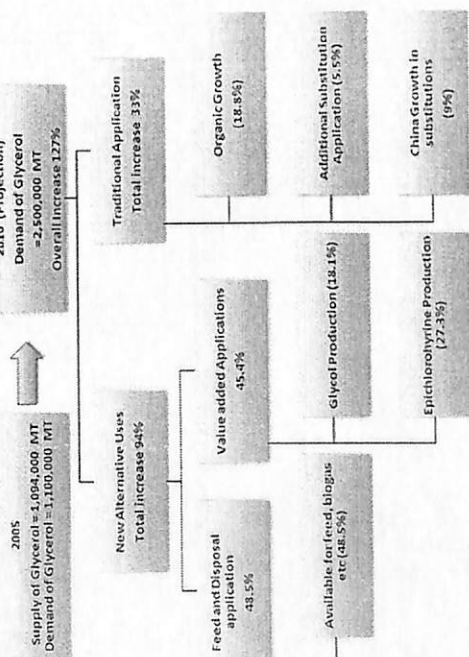 2005
Supply of Glycerol = 1,094,000 MT
Demand of Glycerol = 1,100,000 MT
2010 (Projection)
Demand of Glycerol
=2,500,000 MT
Overall Increase 127%
New Alternative Uses
Total Increase 94%
Traditional Application
Total Increase 33%
Feed and Disposal
application
48.5%
Value added Applications
45.4%
Organic Growth
(18.8%)
Available for feed, biogas
etc (48.5%)
Glycol Production (18.1%)
Additional Substitution
Application (5.5%)
Epichlorohyrine Production
(27.3%)
China Growth in
substitutions
(9%)